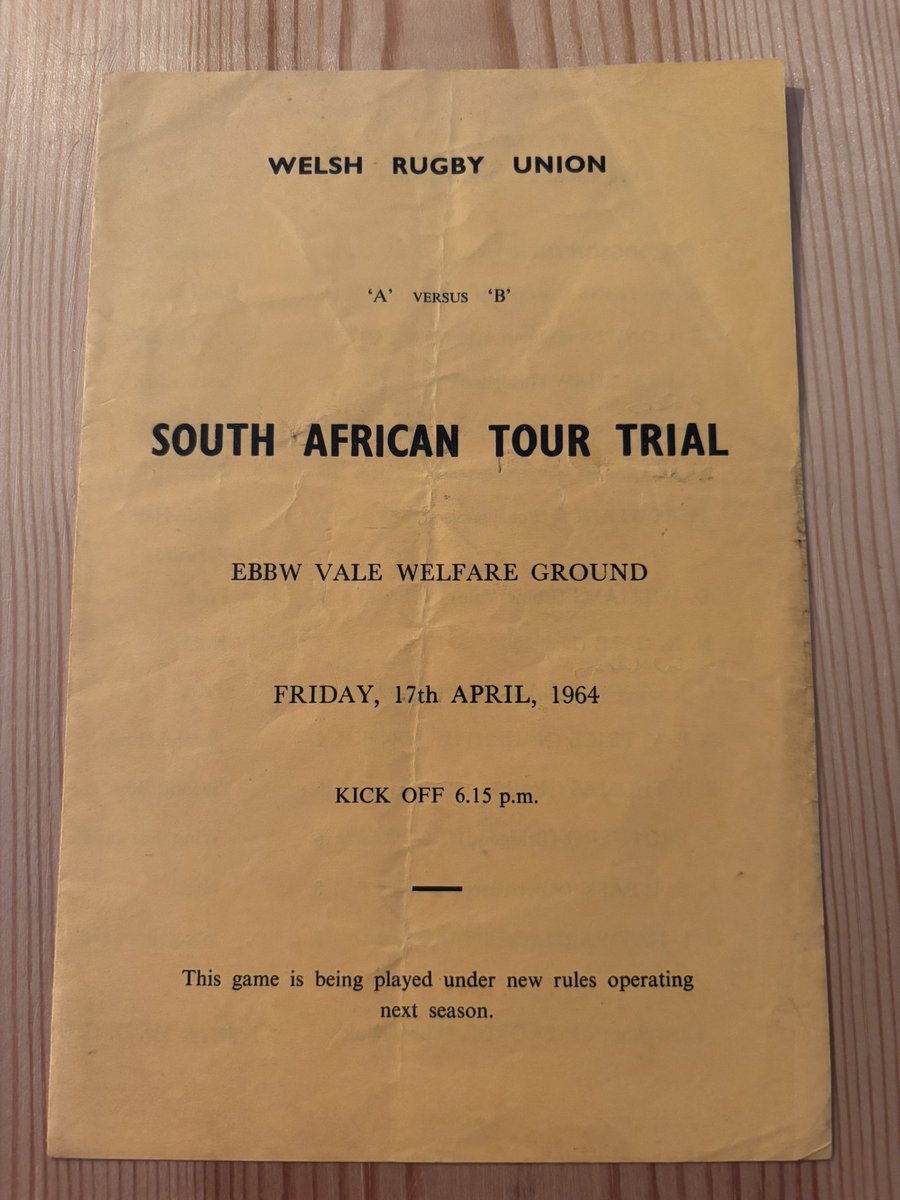 WELSH RUGBY UNION
‘A’ VERSUS ‘B’
SOUTH AFRICAN TOUR TRIAL
EBBW VALE WELFARE GROUND
FRIDAY, 17th APRIL, 1964
KICK OFF 6.15 p.m.
This game is being played under new rules operating
next season.